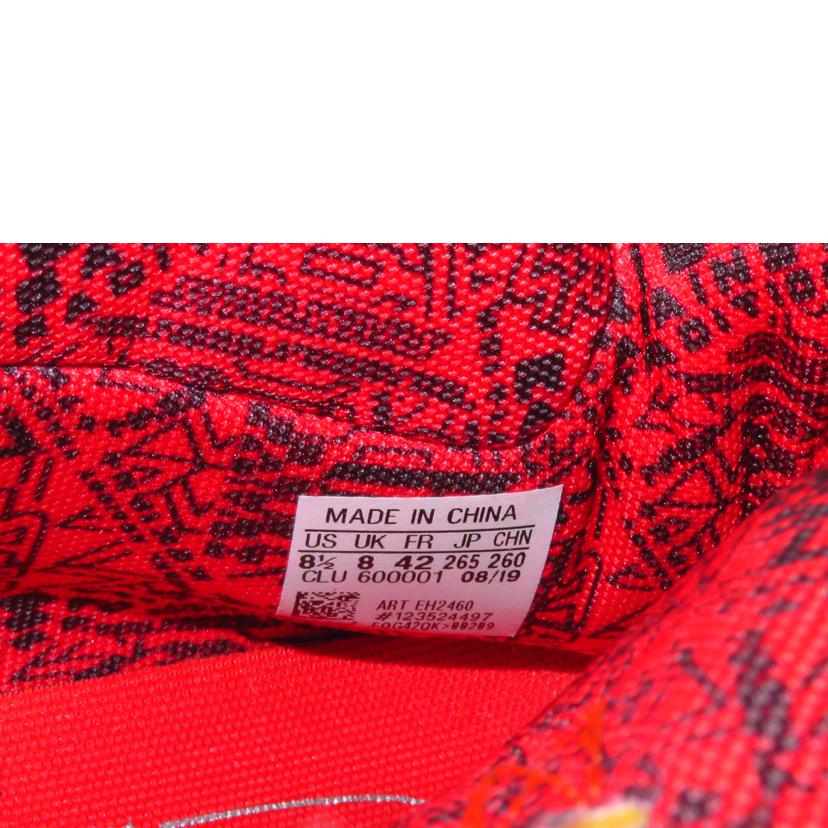 MADE IN CHINA
US UK FR JP CHN
8½ 8 42 265 260
CLU 600001 08/19
ART EH2460
#123524497